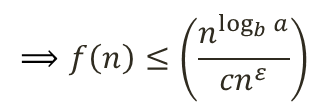 ⟹ f(n) ≤ (n^{log_b a} / cn^ε)